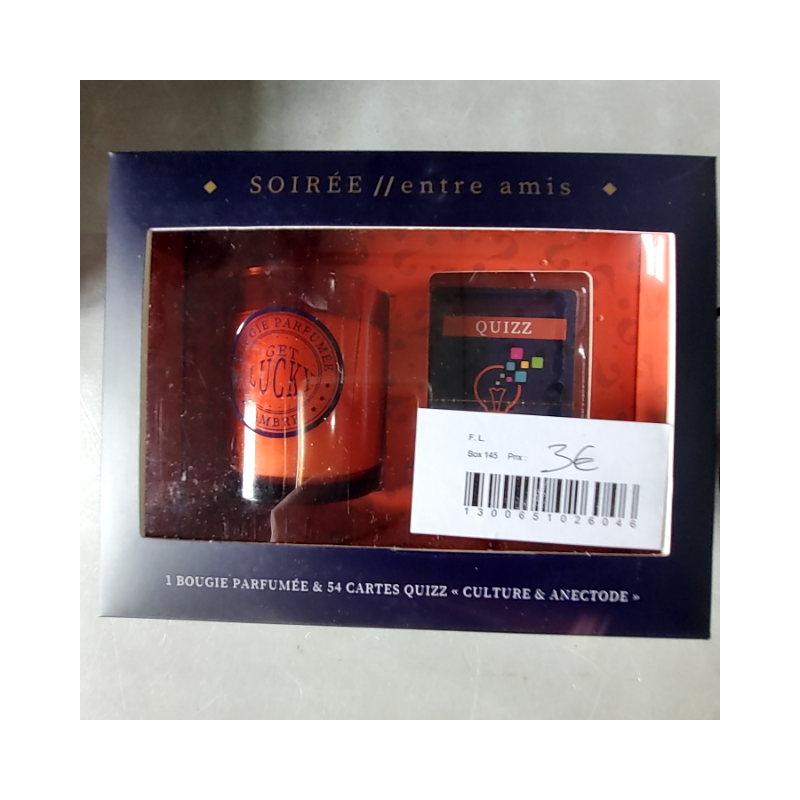 SOIRÉE // entre amis
BOUGIE PARFUMÉE
GET
LUCKY
AMBRE
QUIZZ
F. L.
Box 145 Prix : 3€
1300651026046
1 BOUGIE PARFUMÉE & 54 CARTES QUIZZ « CULTURE & ANECTODE »